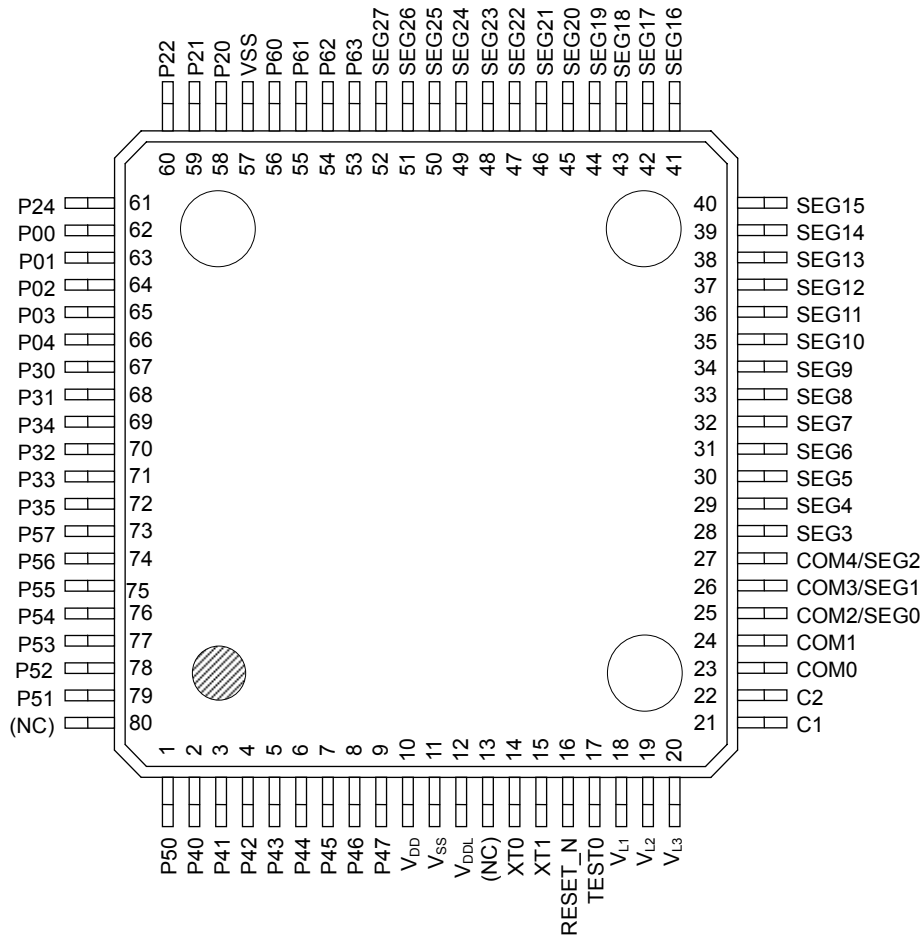 P22 P21 P20 VSS P60 P61 P62 P63 SEG27 SEG26 SEG25 SEG24 SEG23 SEG22 SEG21 SEG20 SEG19 SEG18 SEG17 SEG16
60 59 58 57 56 55 54 53 52 51 50 49 48 47 46 45 44 43 42 41
P24 61 40 SEG15
P00 62 39 SEG14
P01 63 38 SEG13
P02 64 37 SEG12
P03 65 36 SEG11
P04 66 35 SEG10
P30 67 34 SEG9
P31 68 33 SEG8
P34 69 32 SEG7
P32 70 31 SEG6
P33 71 30 SEG5
P35 72 29 SEG4
P57 73 28 SEG3
P56 74 27 COM4/SEG2
P55 75 26 COM3/SEG1
P54 76 25 COM2/SEG0
P53 77 24 COM1
P52 78 23 COM0
P51 79 22 C2
(NC) 80 21 C1
1 2 3 4 5 6 7 8 9 10 11 12 13 14 15 16 17 18 19 20
P50 P40 P41 P42 P43 P44 P45 P46 P47 VDD VSS VDDL (NC) XT0 XT1 RESET_N TEST0 VL1 VL2 VL3